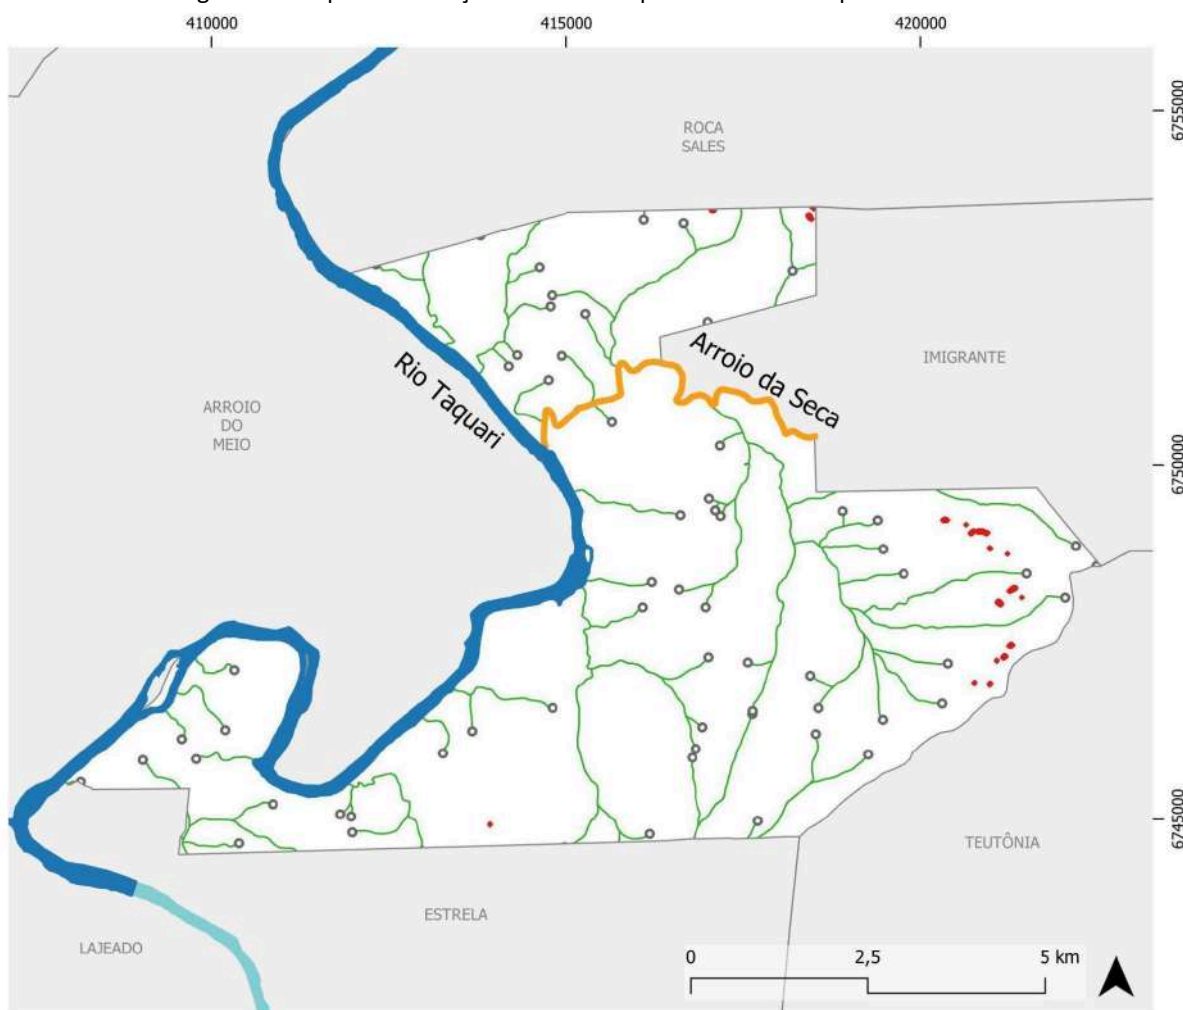 410000
415000
420000
6755000
ROCA
SALES
Arroio da Seca
IMIGRANTE
Rio Taquari
ARROIO
DO
MEIO
6750000
6745000
TEUTÔNIA
ESTRELA
LAJEADO
0
2,5
5 km